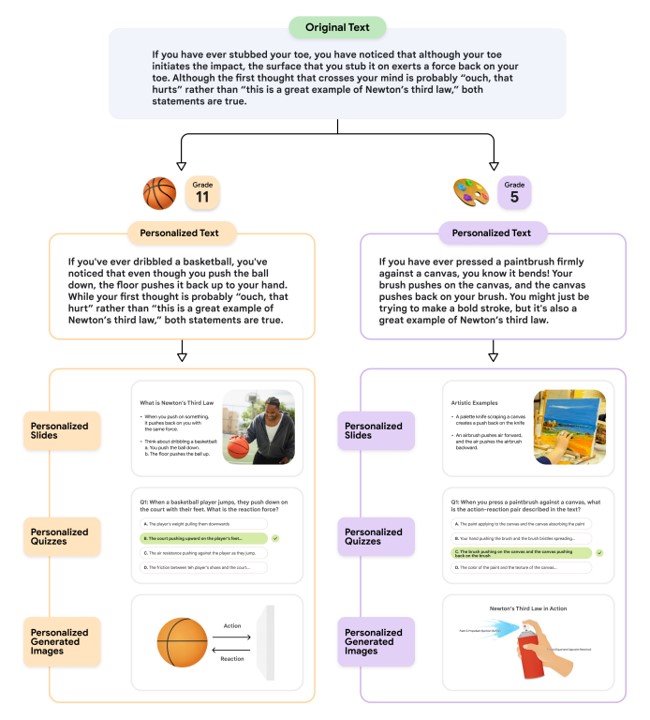 Original Text
If you have ever stubbed your toe, you have noticed that although your toe
initiates the impact, the surface that you stub it on exerts a force back on your
toe. Although the first thought that crosses your mind is probably “ouch, that
hurts” rather than “this is a great example of Newton’s third law,” both
statements are true.
Grade
11
Personalized Text
If you've ever dribbled a basketball, you've
noticed that even though you push the ball
down, the floor pushes it back up to your hand.
While your first thought is probably “ouch, that
hurt” rather than “this is a great example of
Newton’s third law,” both statements are true.
Grade
5
Personalized Text
If you have ever pressed a paintbrush firmly
against a canvas, you know it bends! Your
brush pushes on the canvas, and the canvas
pushes back on your brush. You might just be
trying to make a bold stroke, but it's also a
great example of Newton’s third law.
Personalized
Slides
What is Newton's Third Law
- When you push on something,
it pushes back on you with
the same force.
- Think about dribbling a basketball:
a. You push the ball down.
b. The floor pushes the ball up.
Personalized
Quizzes
Q1: When a basketball player jumps, they push down on
the court with their feet. What is the reaction force?
A. The player's weight pulling them downwards.
B. The court pushing upward on the player's feet...
C. The air resistance pushing against the player as they jump.
D. The friction between teh player's shoes and the court...
Personalized
Generated
Images
Action
Reaction
Personalized
Slides
Artistic Examples
- A palette knife scraping a canvas
creates a push back on the knife
- An airbrush pushes air forward,
and the air pushes the airbrush
backward.
Personalized
Quizzes
Q1: When you press a paintbrush against a canvas, what
is the action-reaction pair described in the text?
A. The paint applying to the canvas and the canvas absorbing the paint
B. Your hand pushing the brush and the brush bristles spreading...
C. The brush pushing on the canvas and the canvas pushing
back on the brush.
D. The color of the paint and the texture of the canvas...
Personalized
Generated
Images
Newton's Third Law in Action